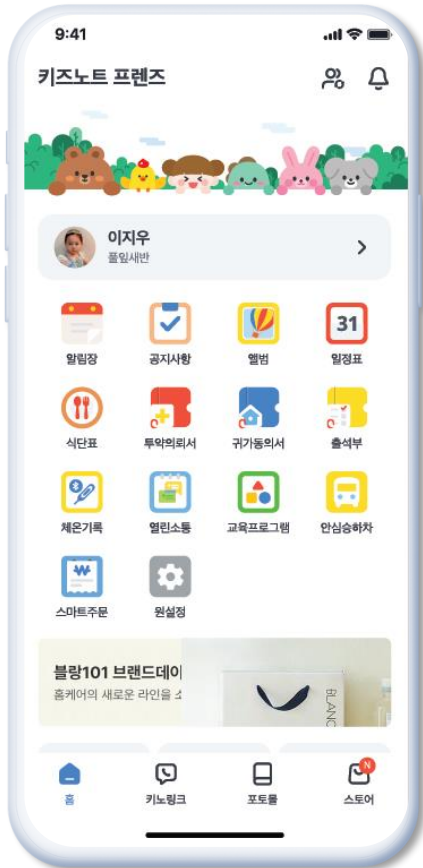 9:41
키즈노트 프렌즈
이지우
풀잎새반
31
알림장 공지사항 앨범 일정표
식단표 투약의뢰서 귀가동의서 출석부
체온기록 열린소통 교육프로그램 안심승하차
₩
스마트주문 원설정
블랑101 브랜드데이
홈케어의 새로운 라인을
BLANC
N
홈 키노링크 포토몰 스토어